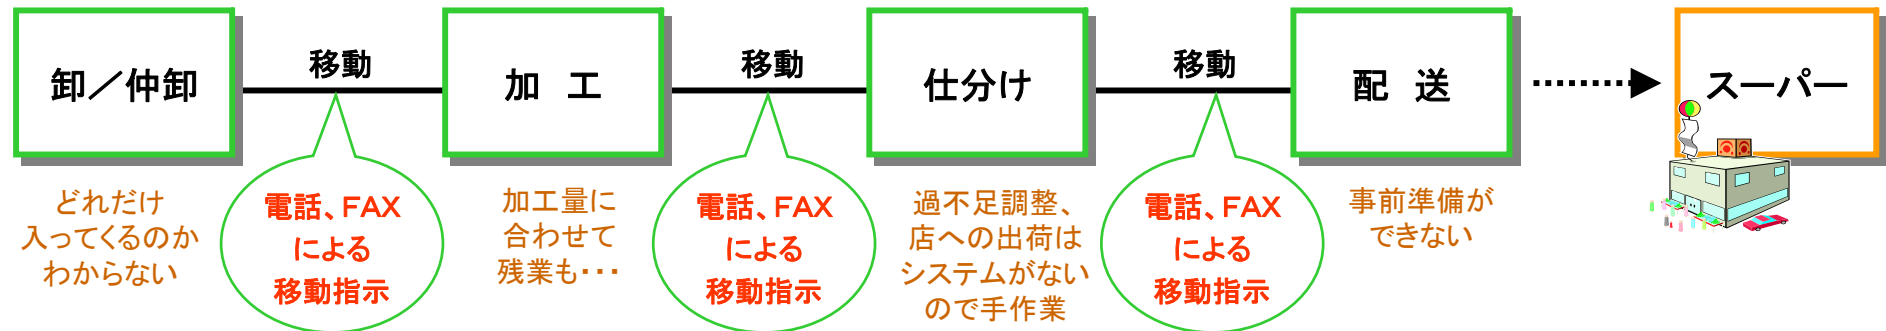 卸／仲卸
移動
加　工
移動
仕分け
移動
配　送
スーパー
どれだけ
入ってくるのか
わからない
電話、FAX
による
移動指示
加工量に
合わせて
残業も・・・
電話、FAX
による
移動指示
過不足調整、
店への出荷は
システムがない
ので手作業
電話、FAX
による
移動指示
事前準備が
できない